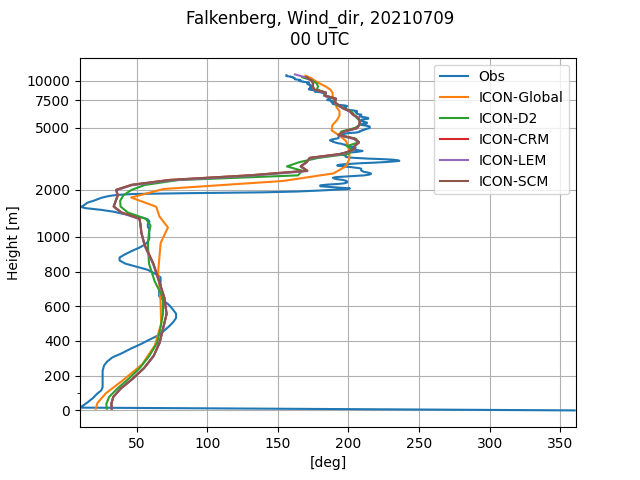 Falkenberg, Wind_dir, 20210709
00 UTC
Height [m]
10000
7500
5000
2000
1000
800
600
400
200
0
Obs
ICON-Global
ICON-D2
ICON-CRM
ICON-LEM
ICON-SCM
50 100 150 200 250 300 350
[deg]